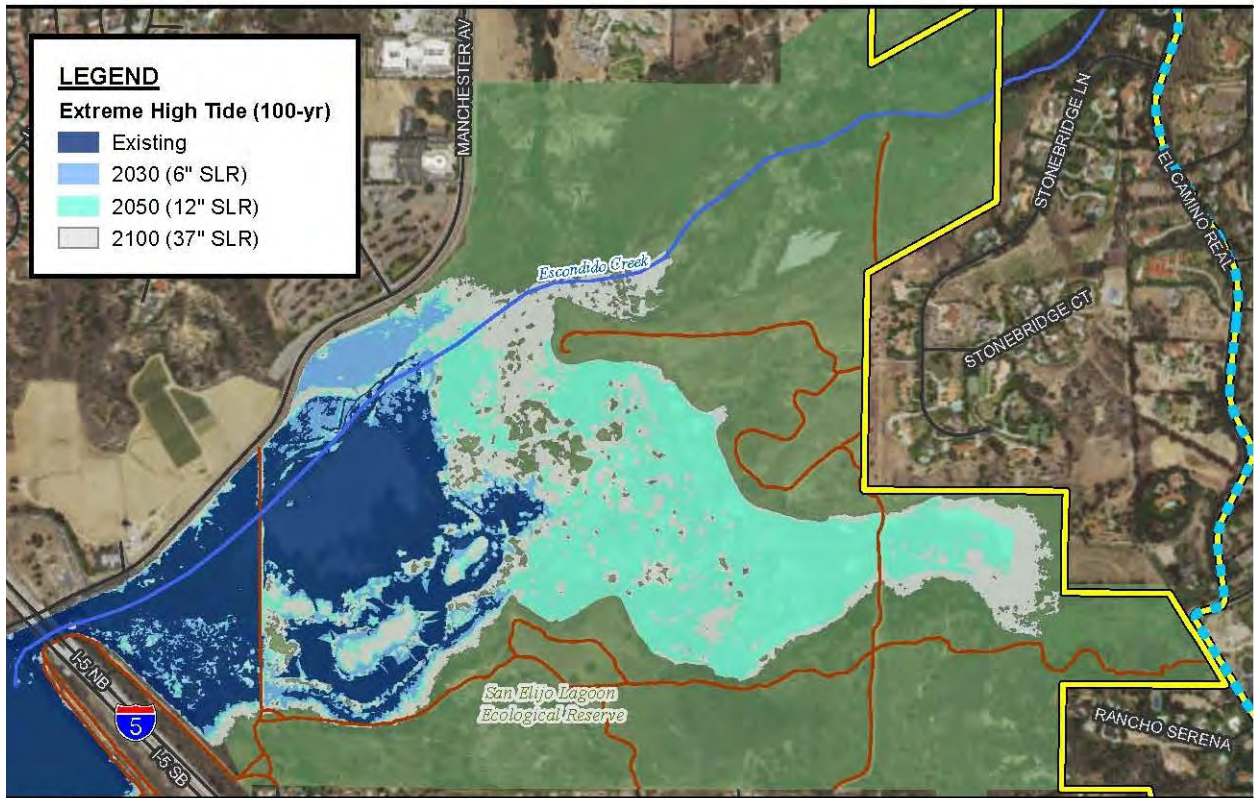 LEGEND
Extreme High Tide (100-yr)
Existing
2030 (6" SLR)
2050 (12" SLR)
2100 (37" SLR)
MANCHESTER AV
STONEBRIDGE LN
EL CAMINO REAL
Escondido Creek
STONEBRIDGE CT
San Elijo Lagoon
Ecological Reserve
I-5 NB
5
I-5 SB
RANCHO SERENA